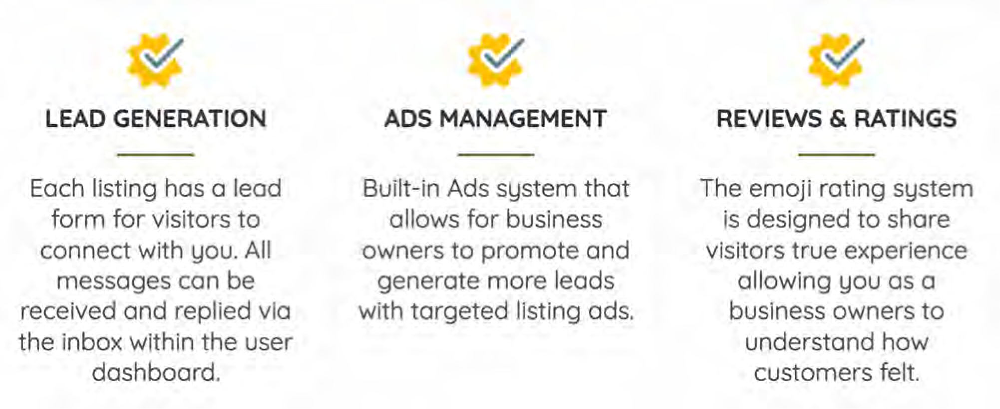 LEAD GENERATION
Each listing has a lead
form for visitors to
connect with you. All
messages can be
received and replied via
the inbox within the user
dashboard.
ADS MANAGEMENT
Built-in Ads system that
allows for business
owners to promote and
generate more leads
with targeted listing ads.
REVIEWS & RATINGS
The emoji rating system
is designed to share
visitors true experience
allowing you as a
business owners to
understand how
customers felt.